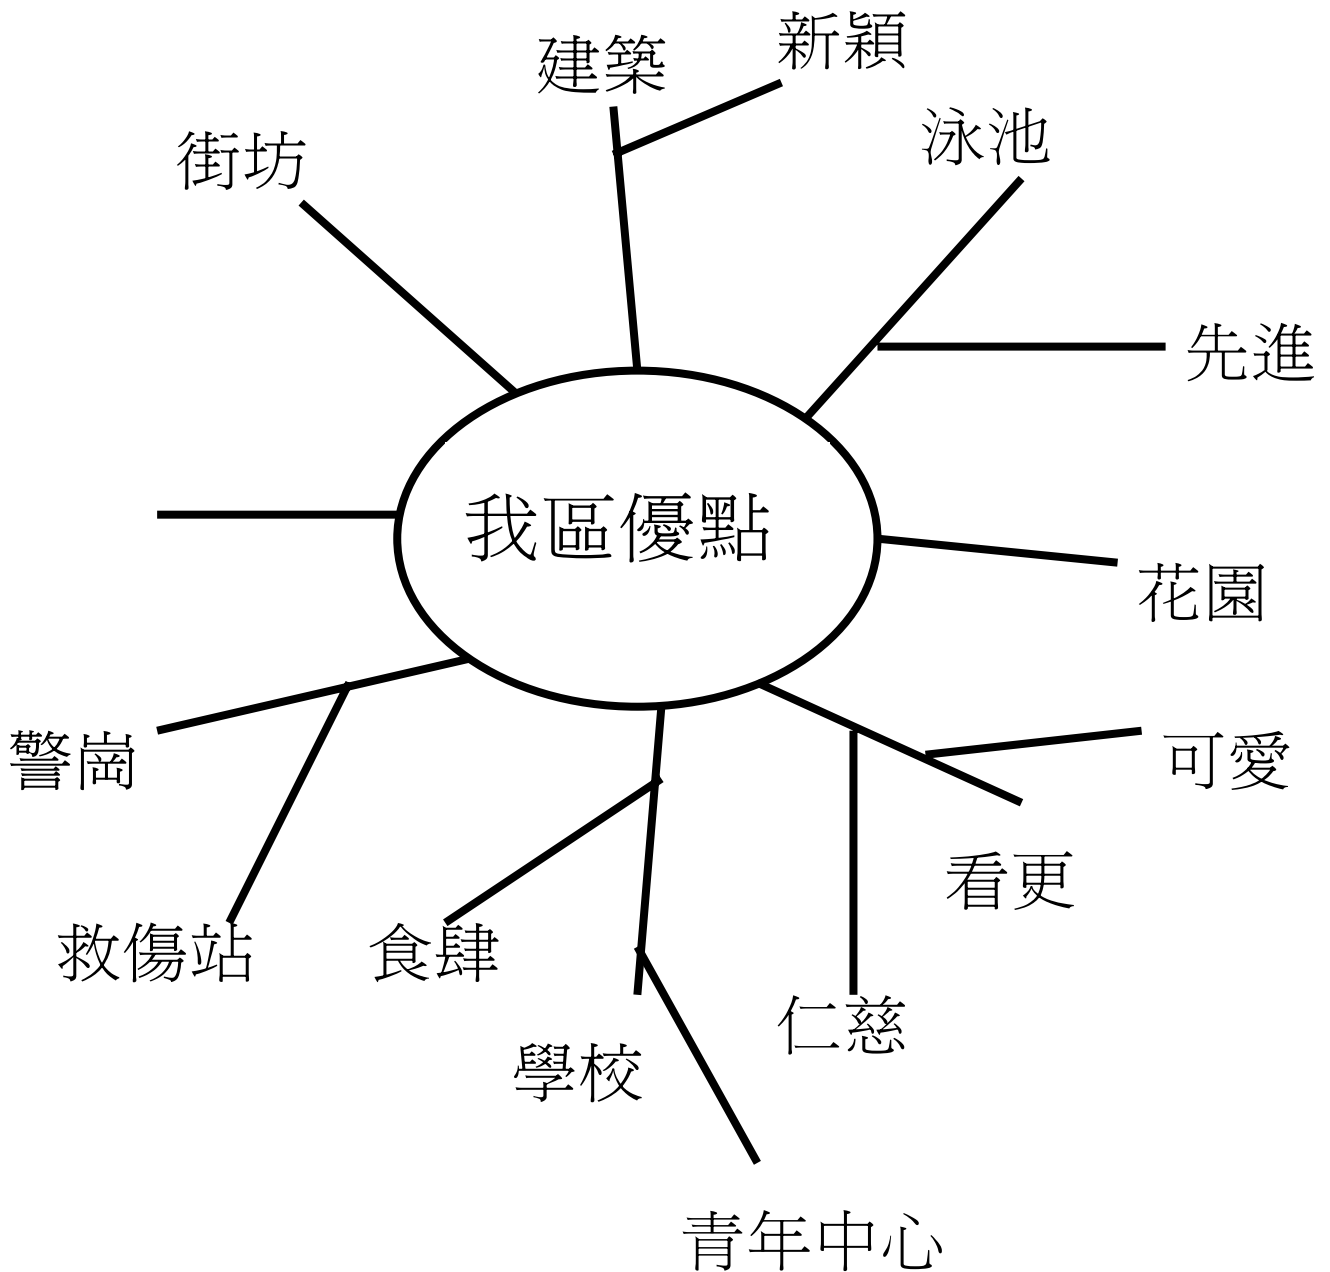 新穎
建築
泳池
街坊
先進
我區優點
花園
警崗
可愛
看更
救傷站
食肆
仁慈
學校
青年中心